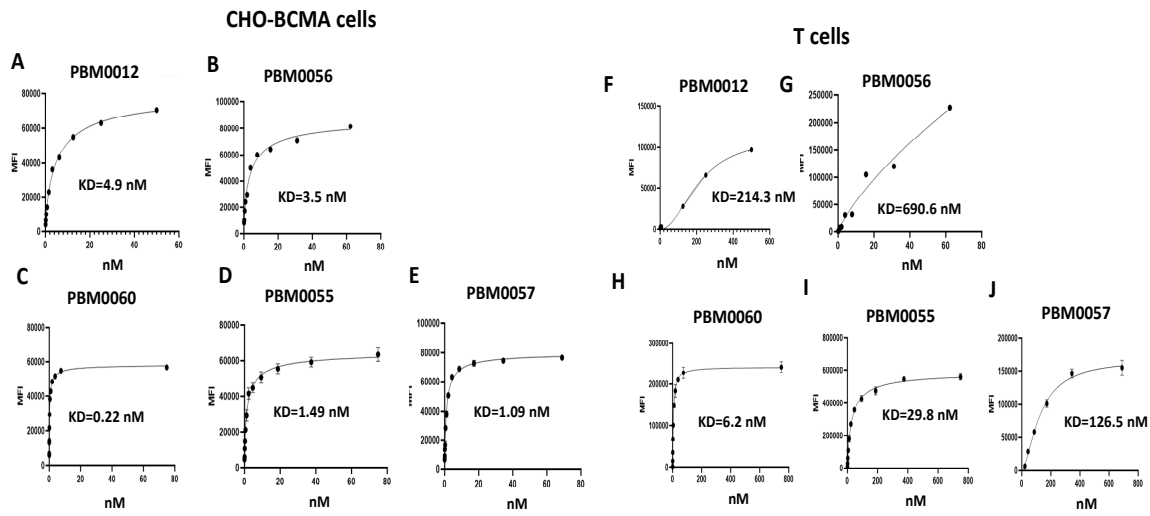 CHO-BCMA cells
T cells
A
PBM0012
80000
60000
40000
20000
0
MFI
0
20
40
60
KD=4.9 nM
nM
B
PBM0056
100000
80000
60000
40000
20000
0
MFI
0
20
40
60
80
KD=3.5 nM
nM
F
PBM0012
150000
100000
50000
0
MFI
0
200
400
600
KD=214.3 nM
nM
G
PBM0056
250000
200000
150000
100000
50000
0
0
20
40
60
80
KD=690.6 nM
nM
C
PBM0060
80000
60000
40000
20000
0
MFI
0
20
40
60
80
KD=0.22 nM
nM
D
PBM0055
80000
60000
40000
20000
0
MFI
0
20
40
60
80
KD=1.49 nM
nM
E
PBM0057
100000
80000
60000
40000
20000
0
0
20
40
60
80
KD=1.09 nM
nM
H
PBM0060
300000
200000
100000
0
MFI
0
200
400
600
800
KD=6.2 nM
nM
I
PBM0055
800000
600000
400000
200000
0
MFI
0
200
400
600
800
KD=29.8 nM
nM
J
PBM0057
200000
150000
100000
50000
0
MFI
0
200
400
600
800
KD=126.5 nM
nM